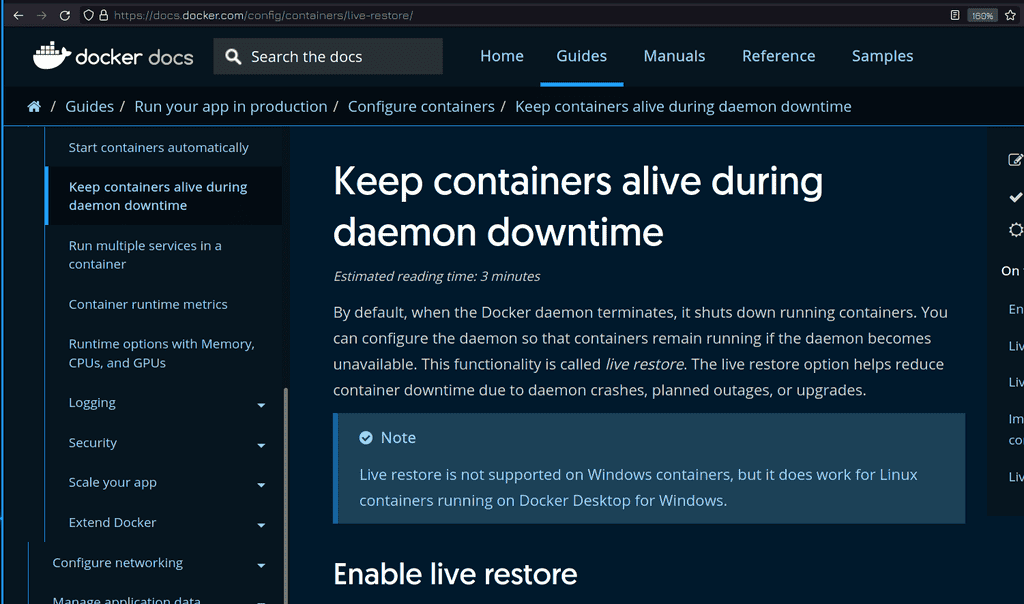 https://docs.docker.com/config/containers/live-restore/
160%
docker docs
Search the docs
Home
Guides
Manuals
Reference
Samples
/ Guides / Run your app in production / Configure containers / Keep containers alive during daemon downtime
Start containers automatically
Keep containers alive during
daemon downtime
Run multiple services in a
container
Container runtime metrics
Runtime options with Memory,
CPUs, and GPUs
Logging
Security
Scale your app
Extend Docker
Configure networking
Manage application data
Keep containers alive during
daemon downtime
Estimated reading time: 3 minutes
By default, when the Docker daemon terminates, it shuts down running containers. You
can configure the daemon so that containers remain running if the daemon becomes
unavailable. This functionality is called live restore. The live restore option helps reduce
container downtime due to daemon crashes, planned outages, or upgrades.
Note
Live restore is not supported on Windows containers, but it does work for Linux
containers running on Docker Desktop for Windows.
Enable live restore
On
En
Liv
Liv
Im
co
Liv